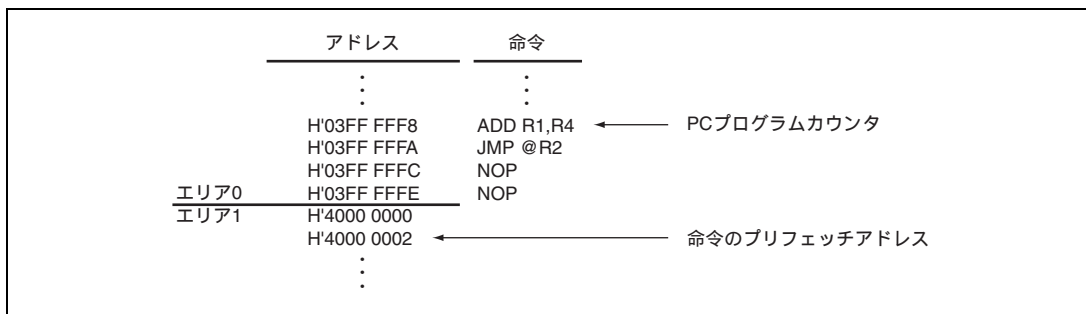 アドレス 命令
H'03FF FFF8 ADD R1,R4 PCプログラムカウンタ
H'03FF FFFA JMP @R2
H'03FF FFFC NOP
エリア0 H'03FF FFFE NOP
エリア1 H'4000 0000
H'4000 0002 命令のプリフェッチアドレス